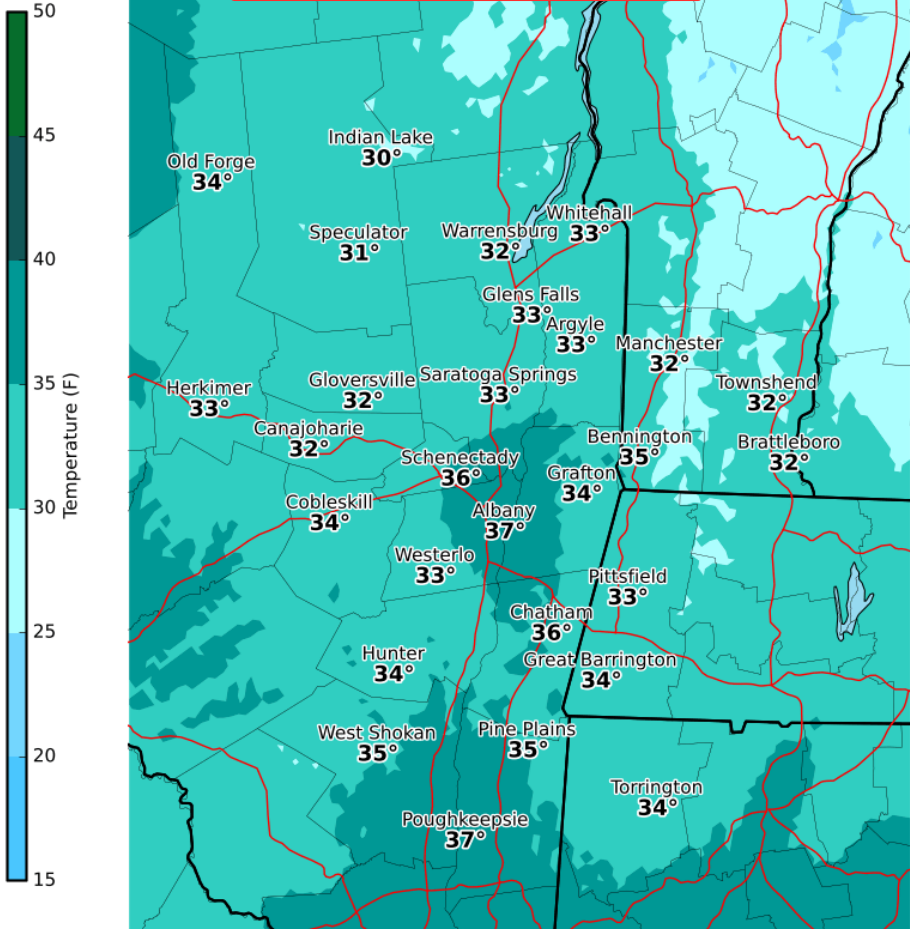 50
45
40
35
30
25
20
15
Temperature (F)
Indian Lake
30°
Old Forge
34°
Whitehall
33°
Speculator
31°
Warrensburg
32°
Glens Falls
33°
Argyle
33°
Manchester
32°
Saratoga Springs
33°
Gloversville
32°
Herkimer
33°
Townshend
32°
Canajoharie
32°
Bennington
35°
Brattleboro
32°
Schenectady
36°
Grafton
34°
Cobleskill
34°
Albany
37°
Westerlo
33°
Pittsfield
33°
Chatham
36°
Hunter
34°
Great Barrington
34°
West Shokan
35°
Pine Plains
35°
Torrington
34°
Poughkeepsie
37°